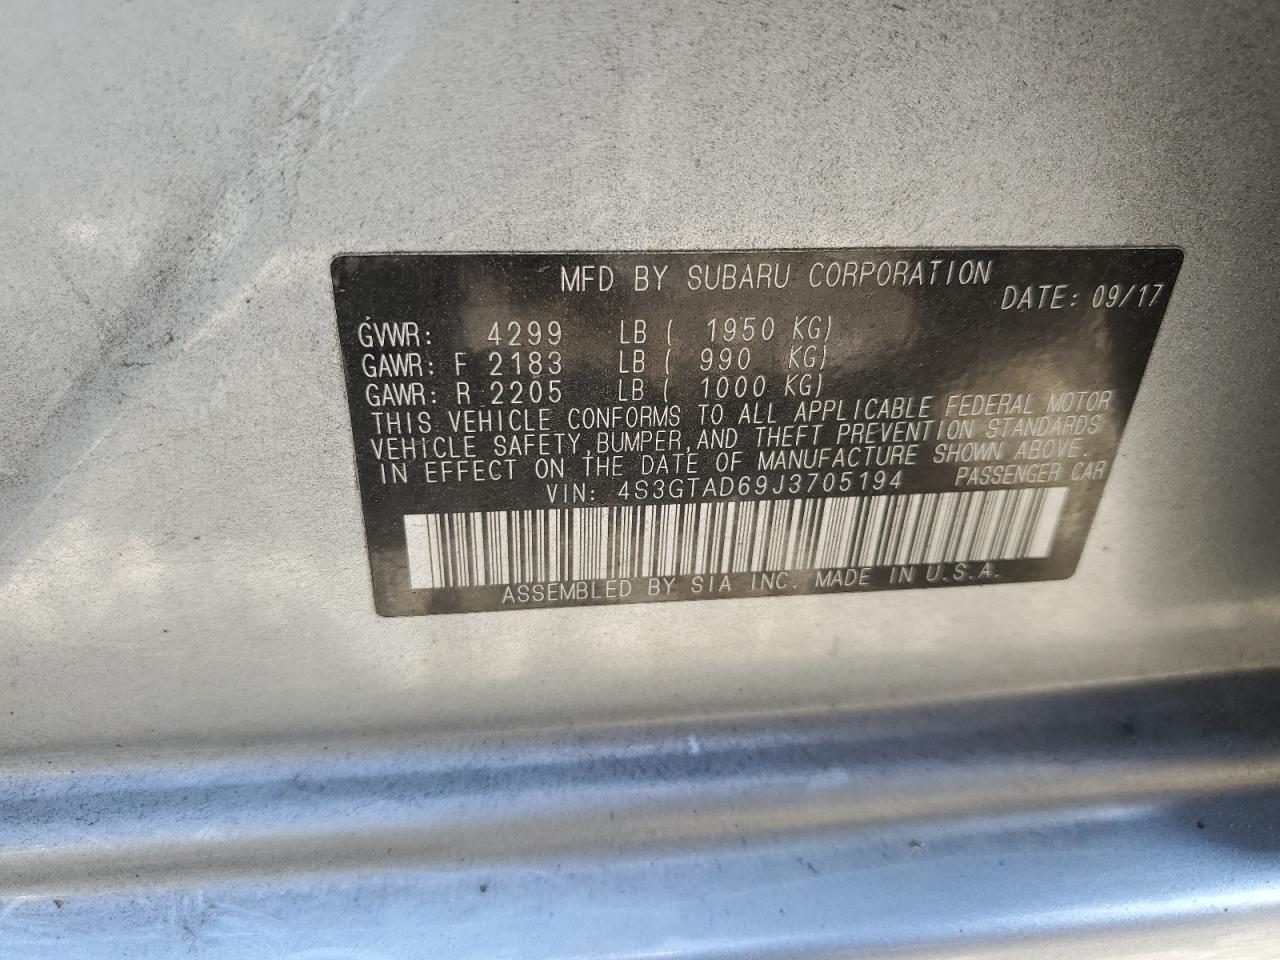 MFD BY SUBARU CORPORATION
DATE: 09/17
GVWR: 4299 LB ( 1950 KG)
GAWR: F 2183 LB ( 990 KG)
GAWR: R 2205 LB ( 1000 KG)
THIS VEHICLE CONFORMS TO ALL APPLICABLE FEDERAL MOTOR
VEHICLE SAFETY,BUMPER,AND THEFT PREVENTION STANDARDS
IN EFFECT ON THE DATE OF MANUFACTURE SHOWN ABOVE.
VIN: 4S3GTAD69J3705194 PASSENGER CAR
ASSEMBLED BY SIA INC. MADE IN U.S.A.